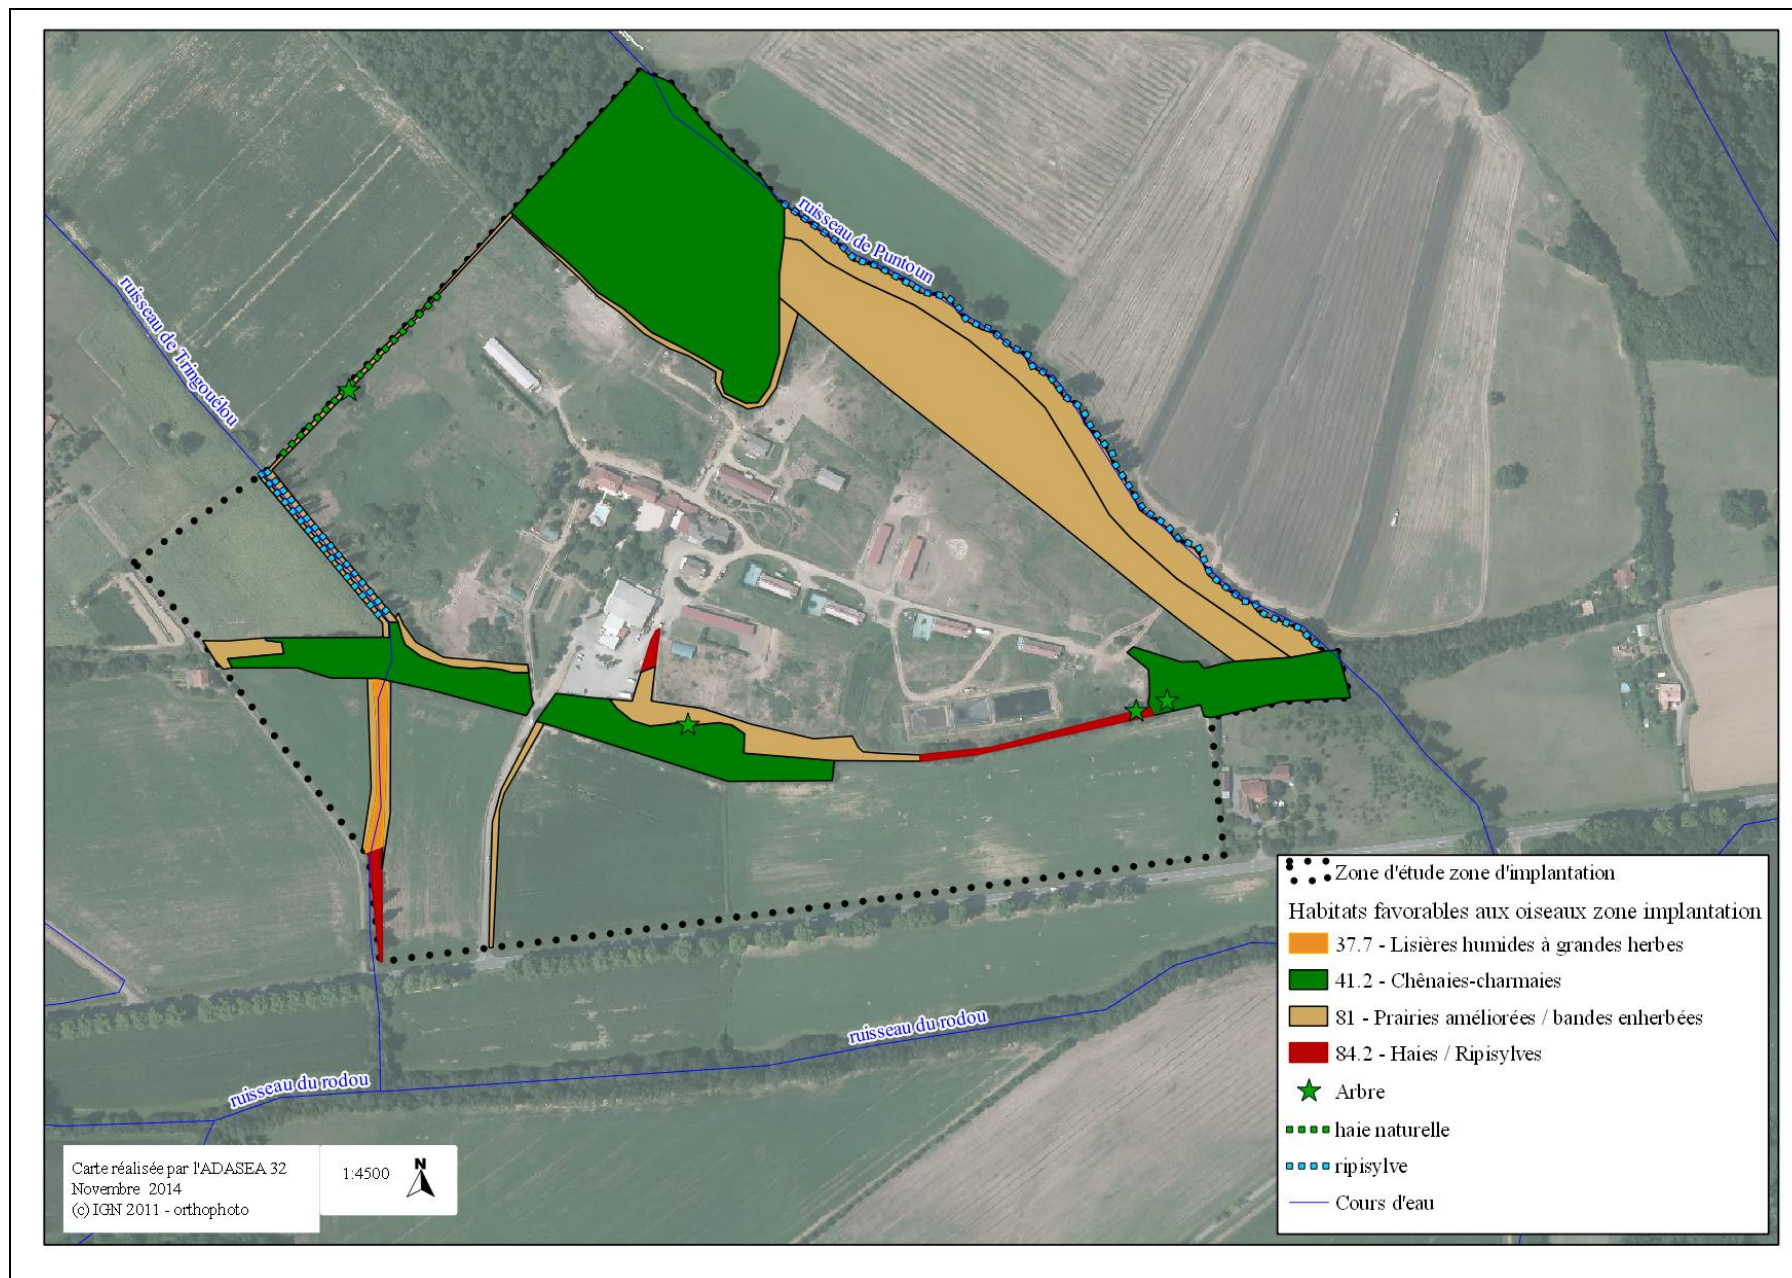 ruisseau de Puntoun
ruisseau de Tringouélou
ruisseau du rodou
ruisseau du rodou
Zone d'étude zone d'implantation
Habitats favorables aux oiseaux zone implantation
37.7 - Lisières humides à grandes herbes
41.2 - Chênaies-charmaies
81 - Prairies améliorées / bandes enherbées
84.2 - Haies / Ripisylves
Arbre
haie naturelle
ripisylve
Cours d'eau
Carte réalisée par l'ADASEA 32
Novembre 2014
(c) IGN 2011 - orthophoto
1:4500
N